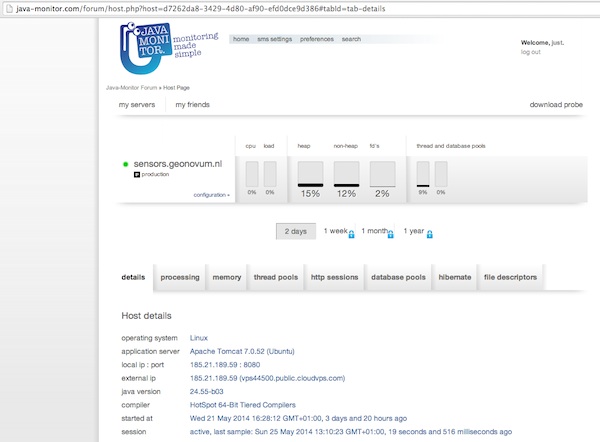 java-monitor.com/forum/host.php?host=d7262da8-3429-4d80-af90-efd0dce9d386#tabId=tab-details
JAVA
MONI
TOR.
monitoring
made
simple
home sms settings preferences search
Welcome, just.
log out
Java-Monitor Forum » Host Page
my servers my friends download probe
cpu load heap non-heap fd's thread and database pools
sensors.geonovum.nl
P production
configuration »
0% 0% 15% 12% 2% 9% 0%
2 days 1 week 1 month 1 year
details processing memory thread pools http sessions database pools hibernate file descriptors
Host details
operating system Linux
application server Apache Tomcat 7.0.52 (Ubuntu)
local ip : port 185.21.189.59 : 8080
external ip 185.21.189.59 (vps44500.public.cloudvps.com)
java version 24.55-b03
compiler HotSpot 64-Bit Tiered Compilers
started at Wed 21 May 2014 16:28:12 GMT+01:00, 3 days and 20 hours ago
session active, last sample: Sun 25 May 2014 13:10:23 GMT+01:00, 19 seconds and 516 milliseconds ago